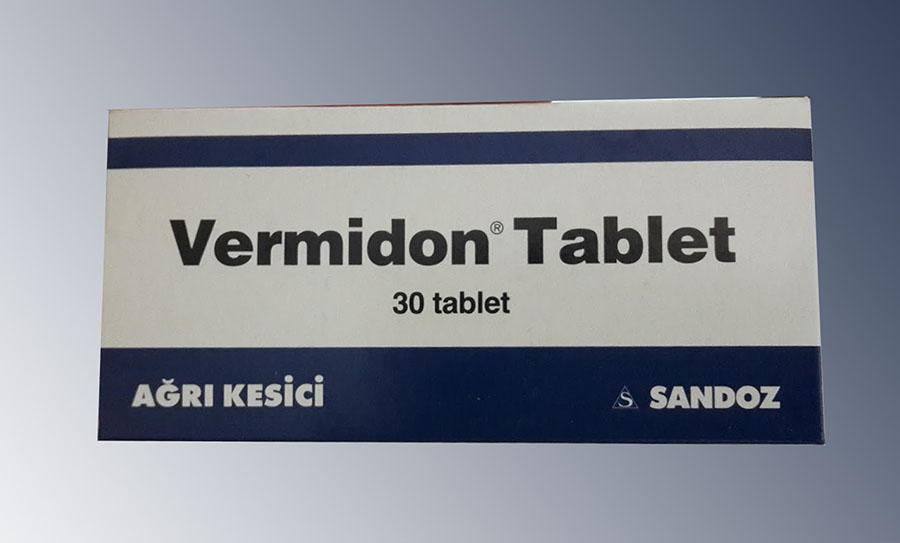 Vermidon® Tablet
30 tablet
AĞRI KESİCİ
S SANDOZ